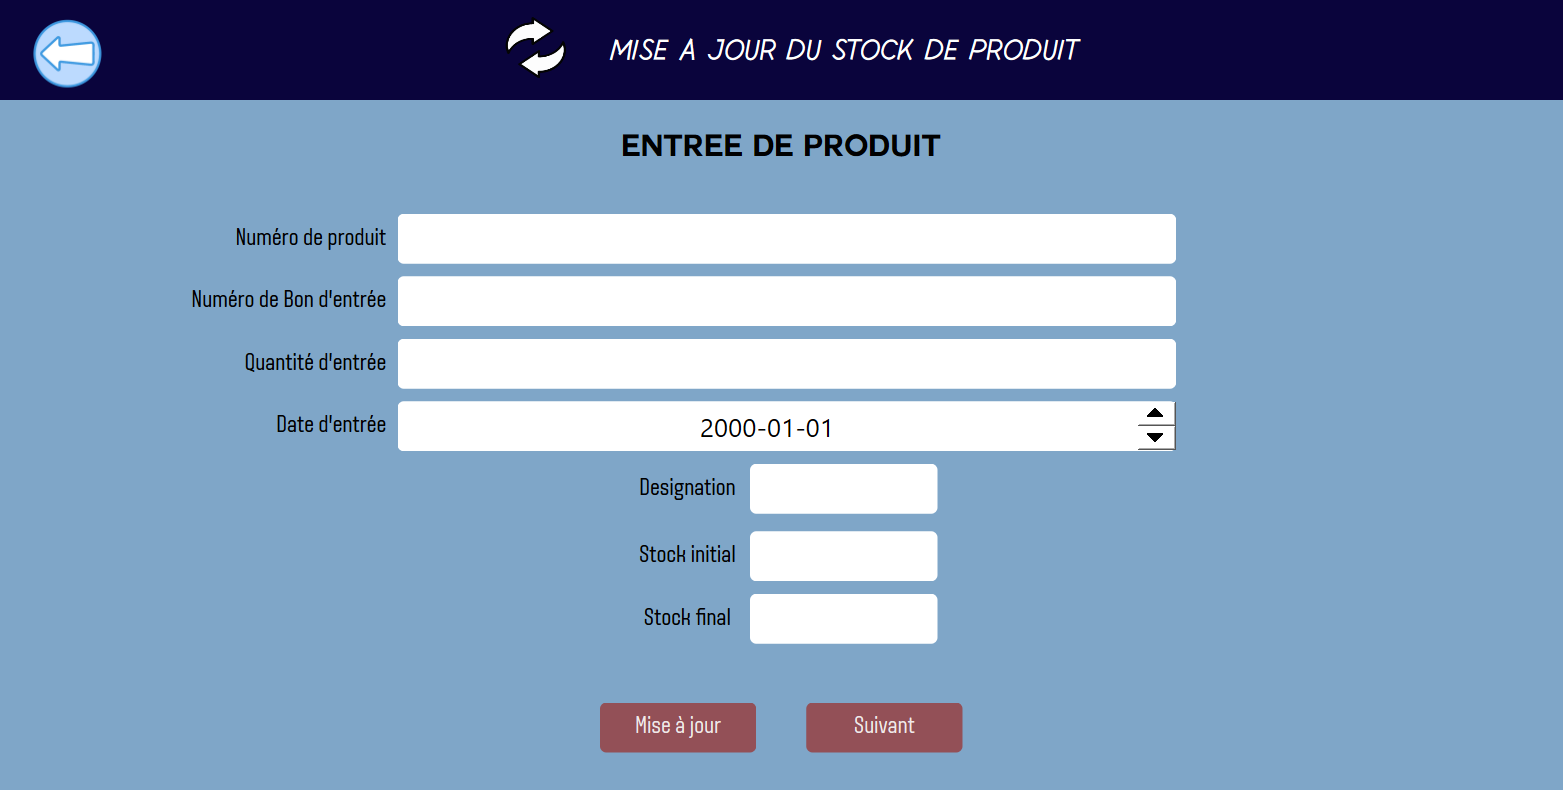 MISE A JOUR DU STOCK DE PRODUIT
ENTREE DE PRODUIT
Numéro de produit
Numéro de Bon d'entrée
Quantité d'entrée
Date d'entrée 2000-01-01
Designation
Stock initial
Stock final
Mise à jour Suivant